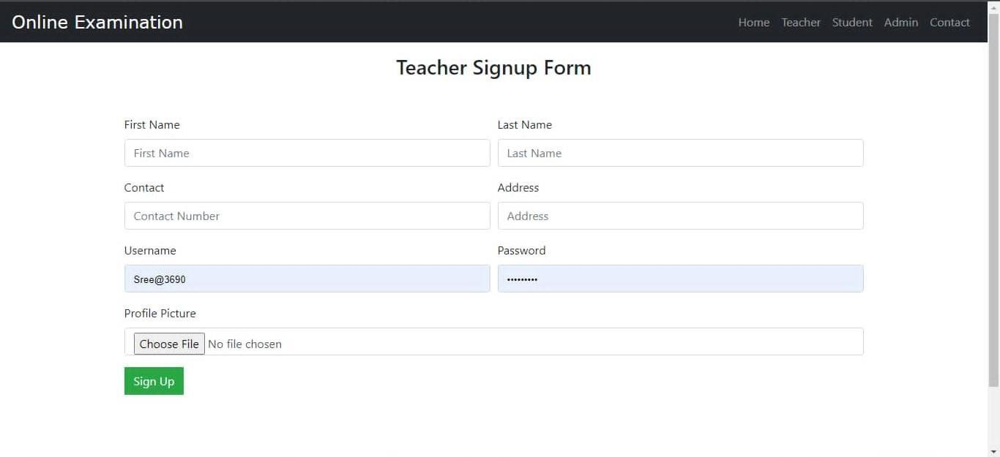 Online Examination Home Teacher Student Admin Contact
Teacher Signup Form
First Name Last Name
First Name Last Name
Contact Address
Contact Number Address
Username Password
Sree@3690 •••••••••
Profile Picture
Choose File No file chosen
Sign Up